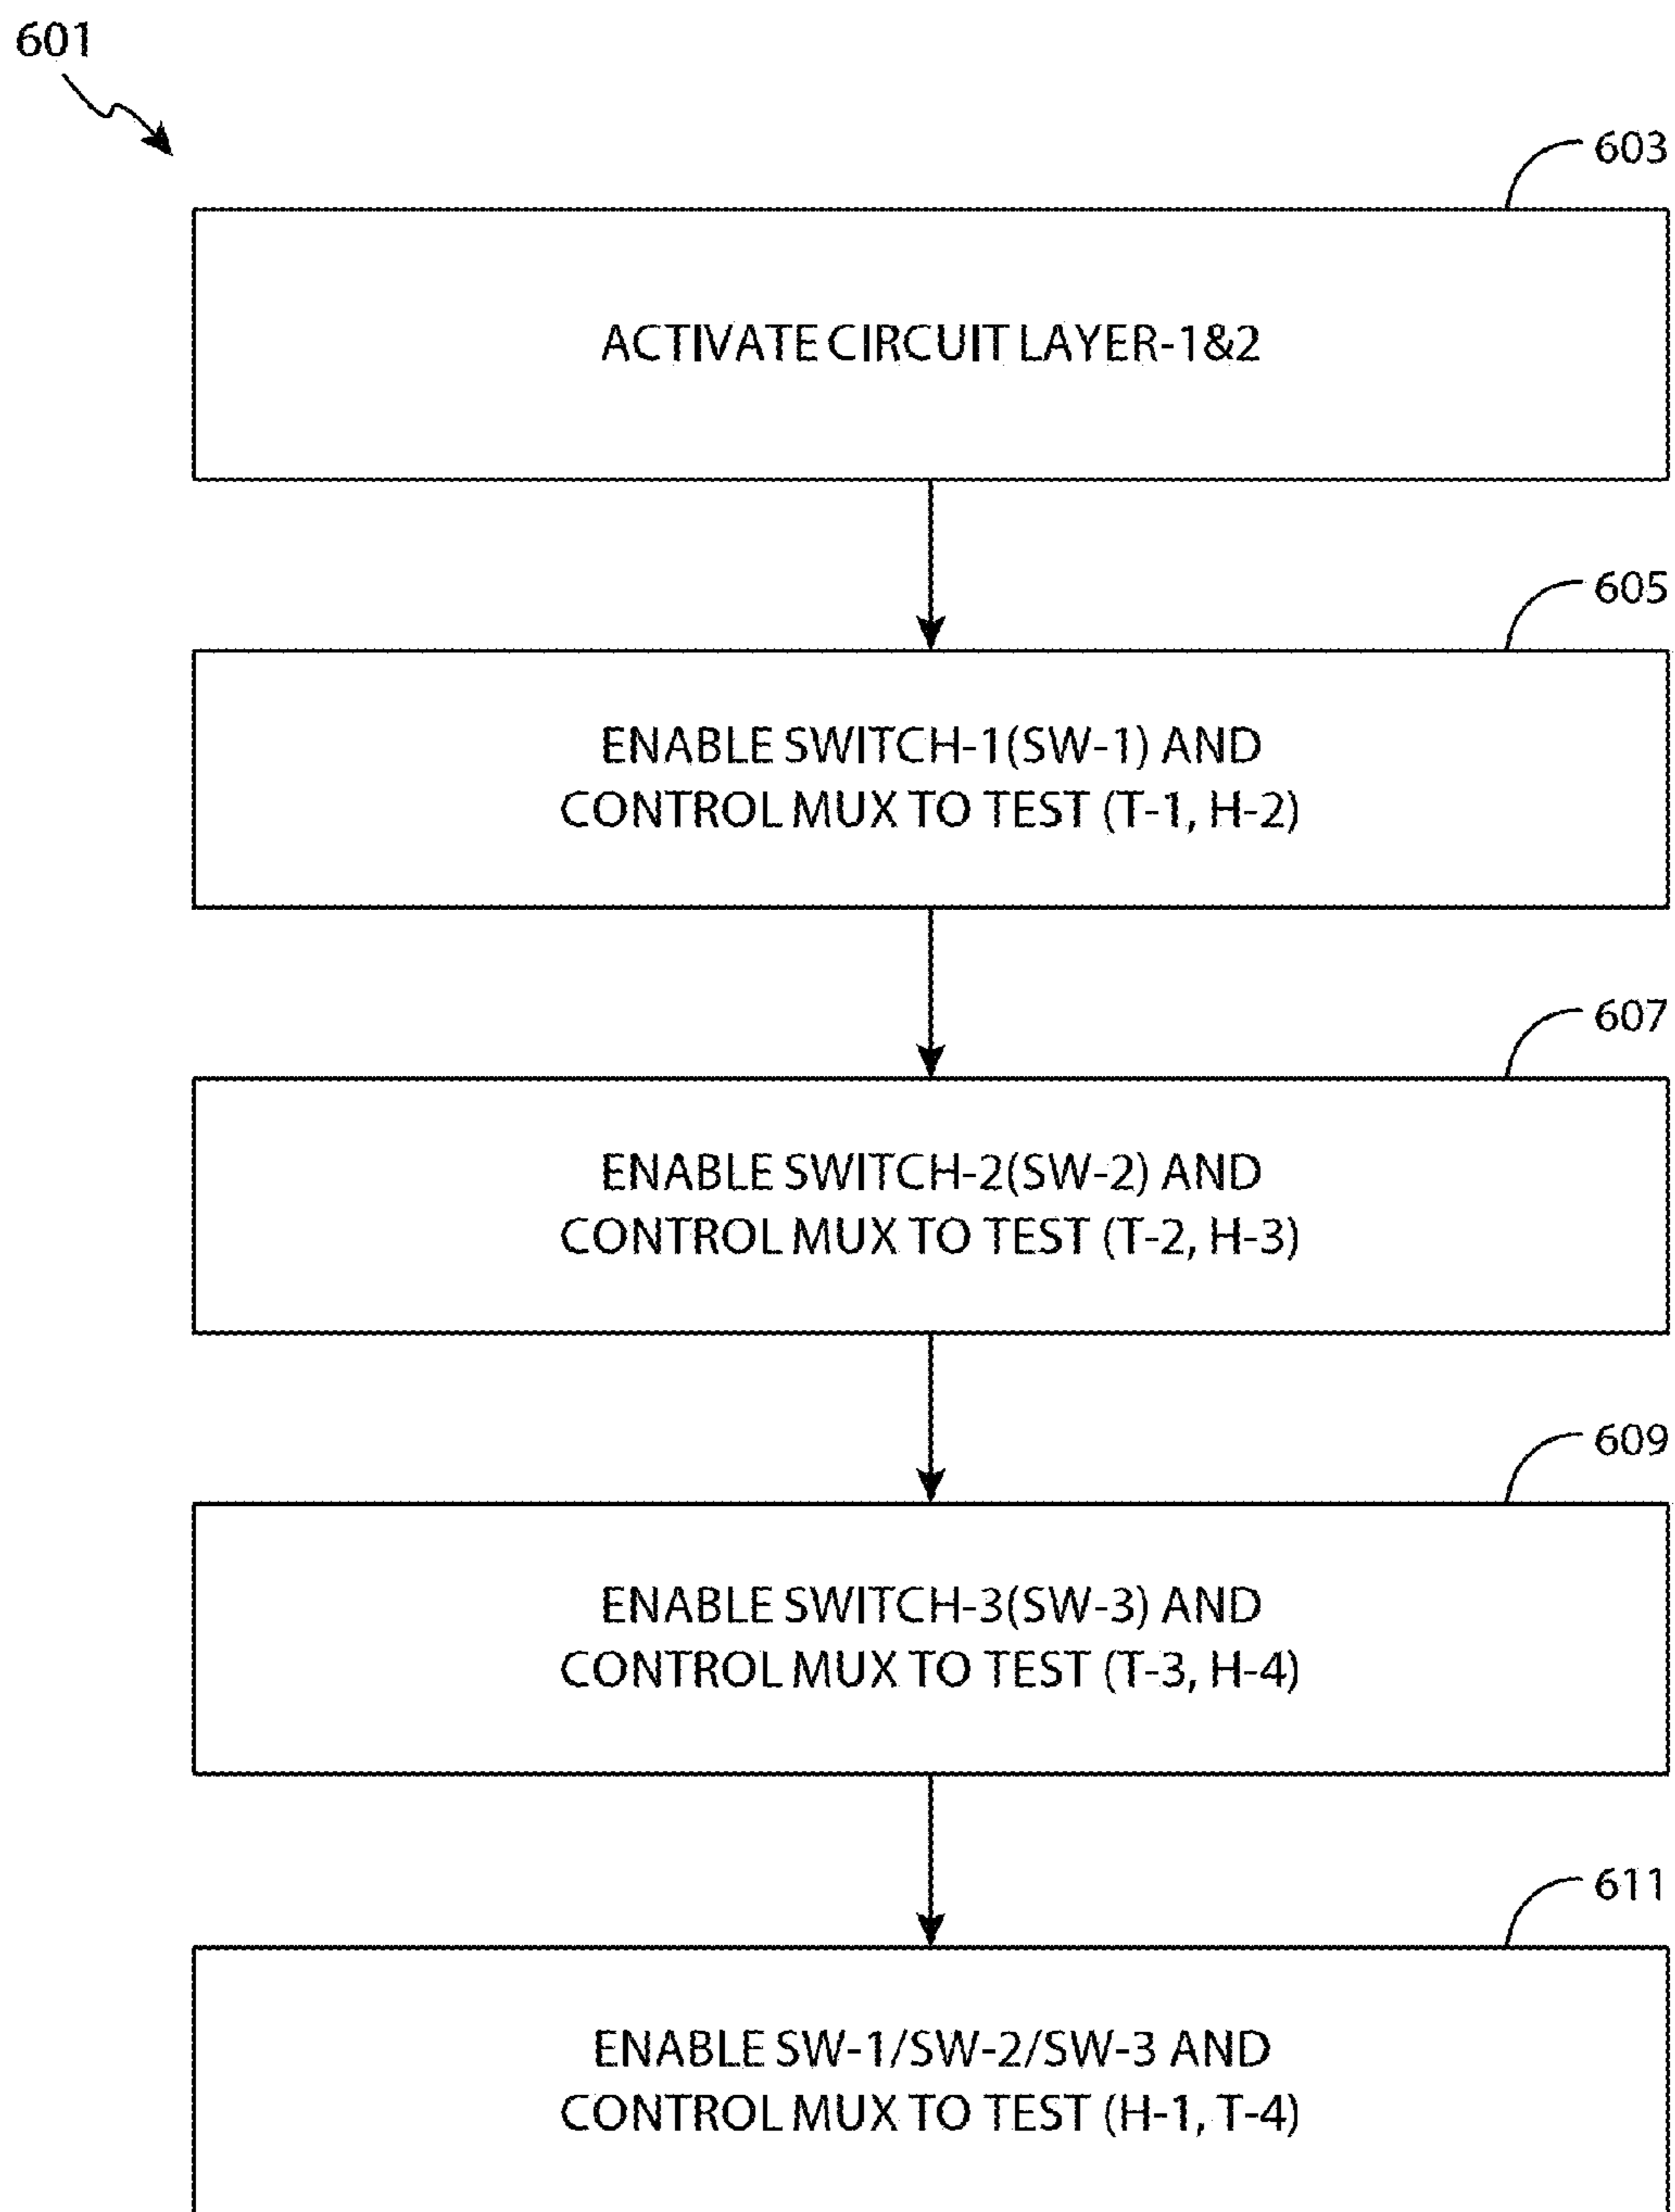 601
603
ACTIVATE CIRCUIT LAYER-1&2
605
ENABLE SWITCH-1(SW-1) AND
CONTROL MUX TO TEST (T-1, H-2)
607
ENABLE SWITCH-2(SW-2) AND
CONTROL MUX TO TEST (T-2, H-3)
609
ENABLE SWITCH-3(SW-3) AND
CONTROL MUX TO TEST (T-3, H-4)
611
ENABLE SW-1/SW-2/SW-3 AND
CONTROL MUX TO TEST (H-1, T-4)